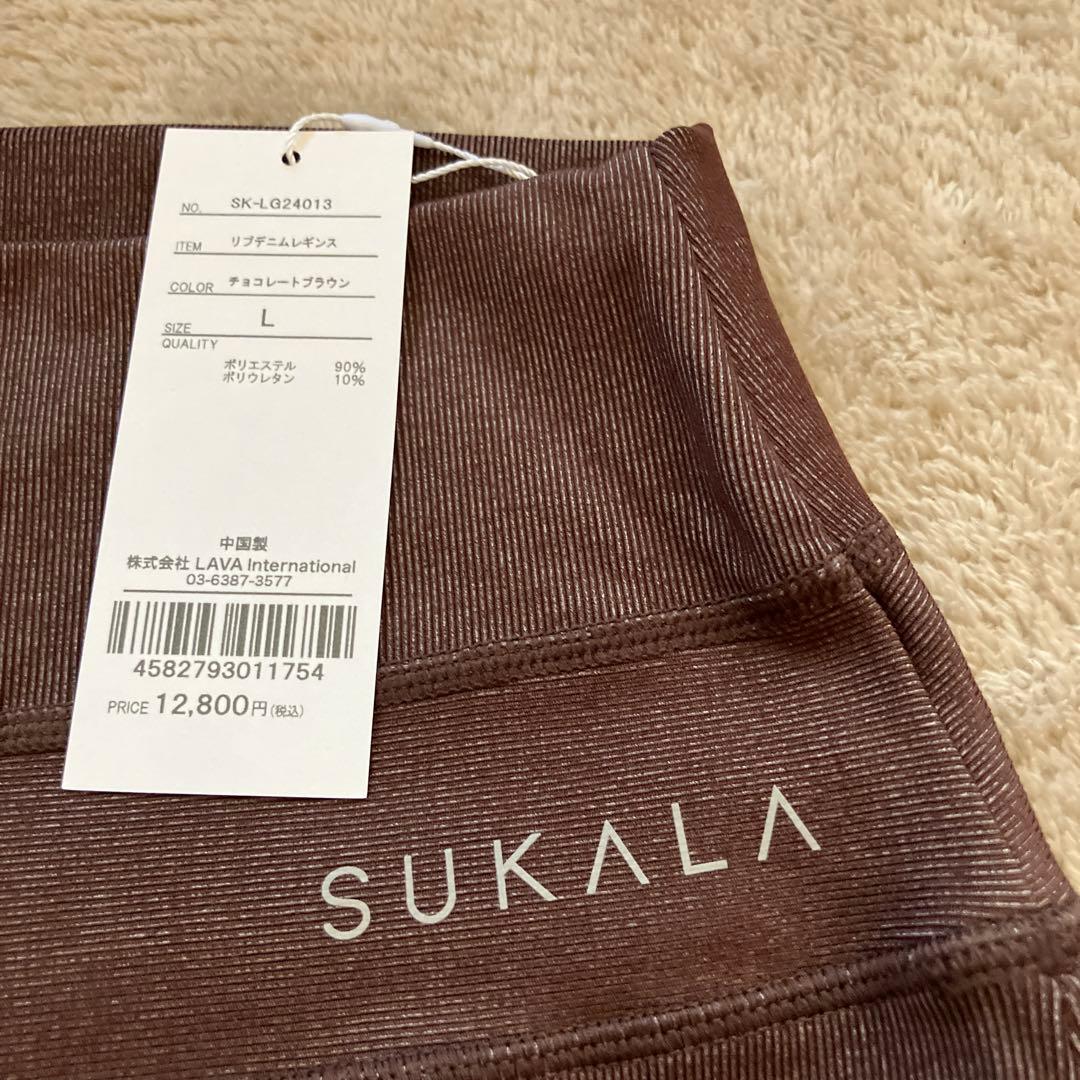 NO. SK-LG24013
ITEM リブデニムレギンス
COLOR チョコレートブラウン
SIZE L
QUALITY
ポリエステル 90%
ポリウレタン 10%
中国製
株式会社 LAVA International
03-6387-3577
4582793011754
PRICE 12,800円(税込)
SUKALA